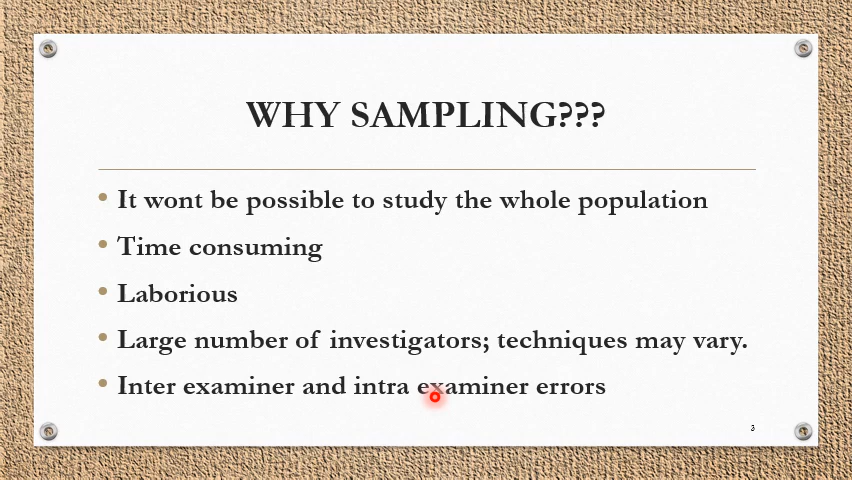 WHY SAMPLING???
• It wont be possible to study the whole population
• Time consuming
• Laborious
• Large number of investigators; techniques may vary.
• Inter examiner and intra examiner errors
3